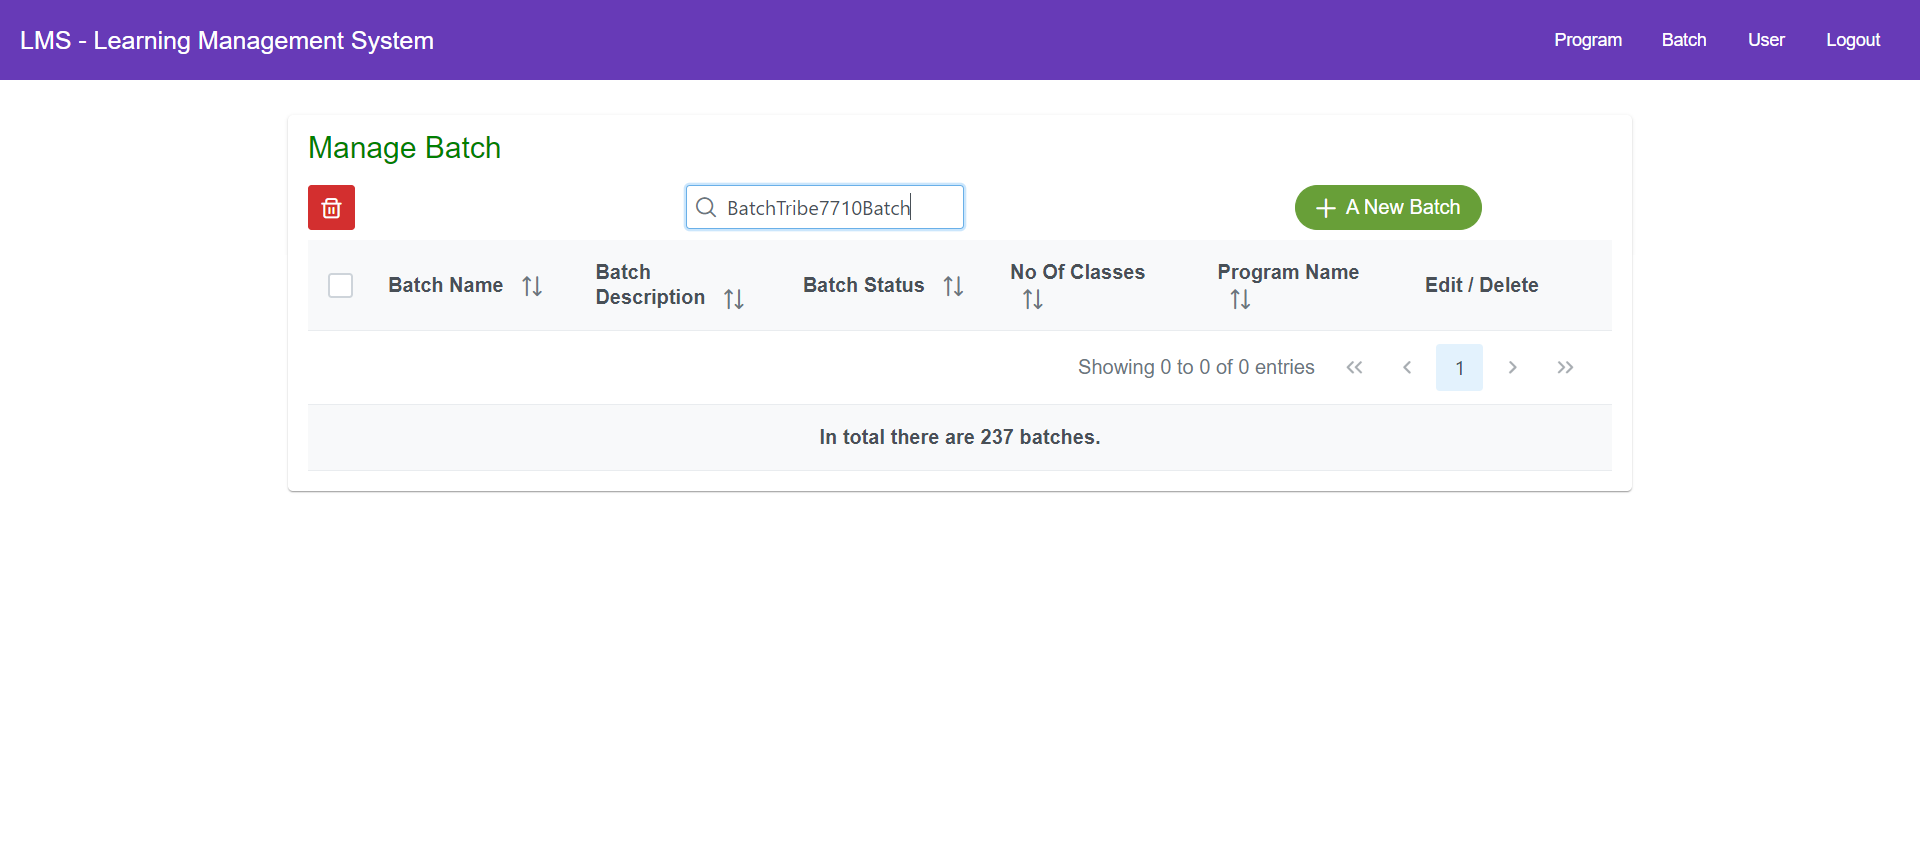 LMS - Learning Management System
Program Batch User Logout
Manage Batch
BatchTribe7710Batch
A New Batch
Batch Name
Batch
Description
Batch Status
No Of Classes
Program Name
Edit / Delete
Showing 0 to 0 of 0 entries
1
In total there are 237 batches.